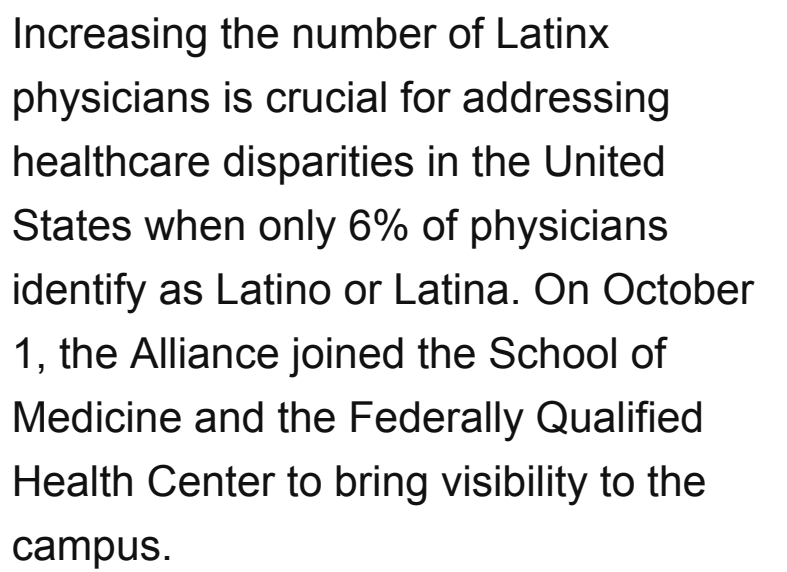 Increasing the number of Latinx
physicians is crucial for addressing
healthcare disparities in the United
States when only 6% of physicians
identify as Latino or Latina. On October
1, the Alliance joined the School of
Medicine and the Federally Qualified
Health Center to bring visibility to the
campus.